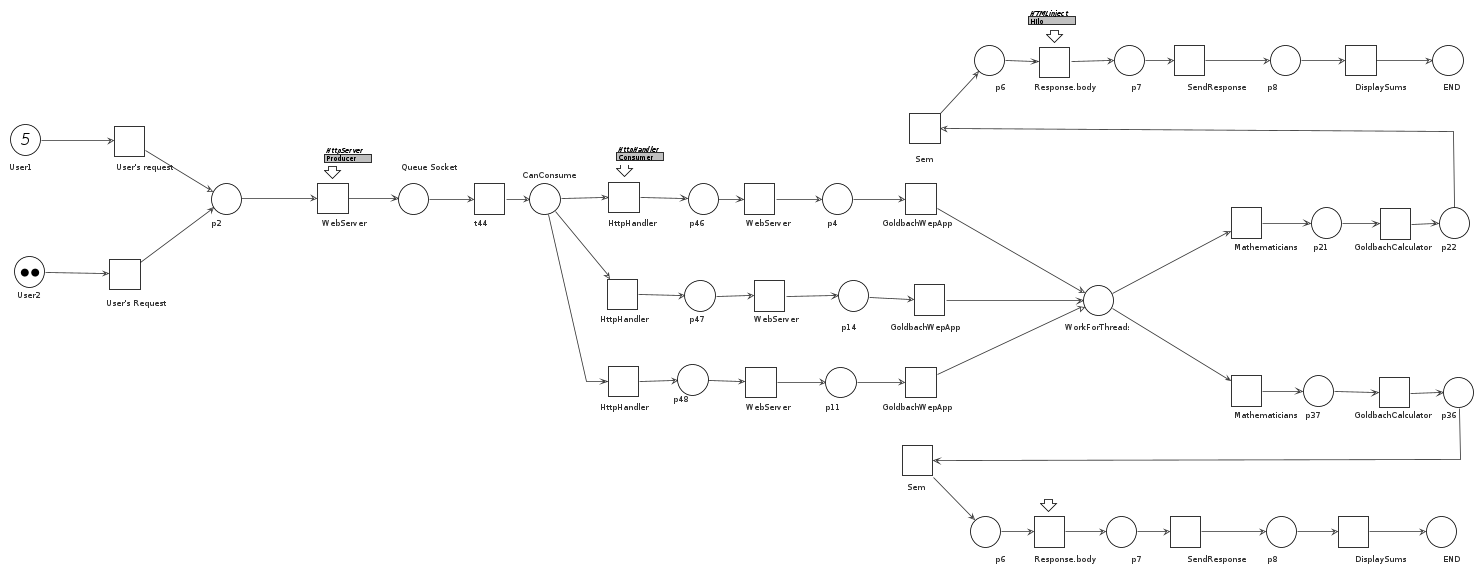 #TMLinject
Hilo
p6
Response.body
p7
SendResponse
p8
DisplaySums
END
5
User1
User's request
Sem
#ttpServer
Producer
Queue Socket
#ttpHandler
Consumer
CanConsume
p2
WebServer
t44
HttpHandler
p46
WebServer
p4
GoldbachWepApp
Mathematicians
p21
GoldbachCalculator
p22
User2
User's Request
HttpHandler
p47
WebServer
p14
GoldbachWepApp
WorkForThread:
HttpHandler
p48
WebServer
p11
GoldbachWepApp
Mathematicians
p37
GoldbachCalculator
p36
Sem
p6
Response.body
p7
SendResponse
p8
DisplaySums
END